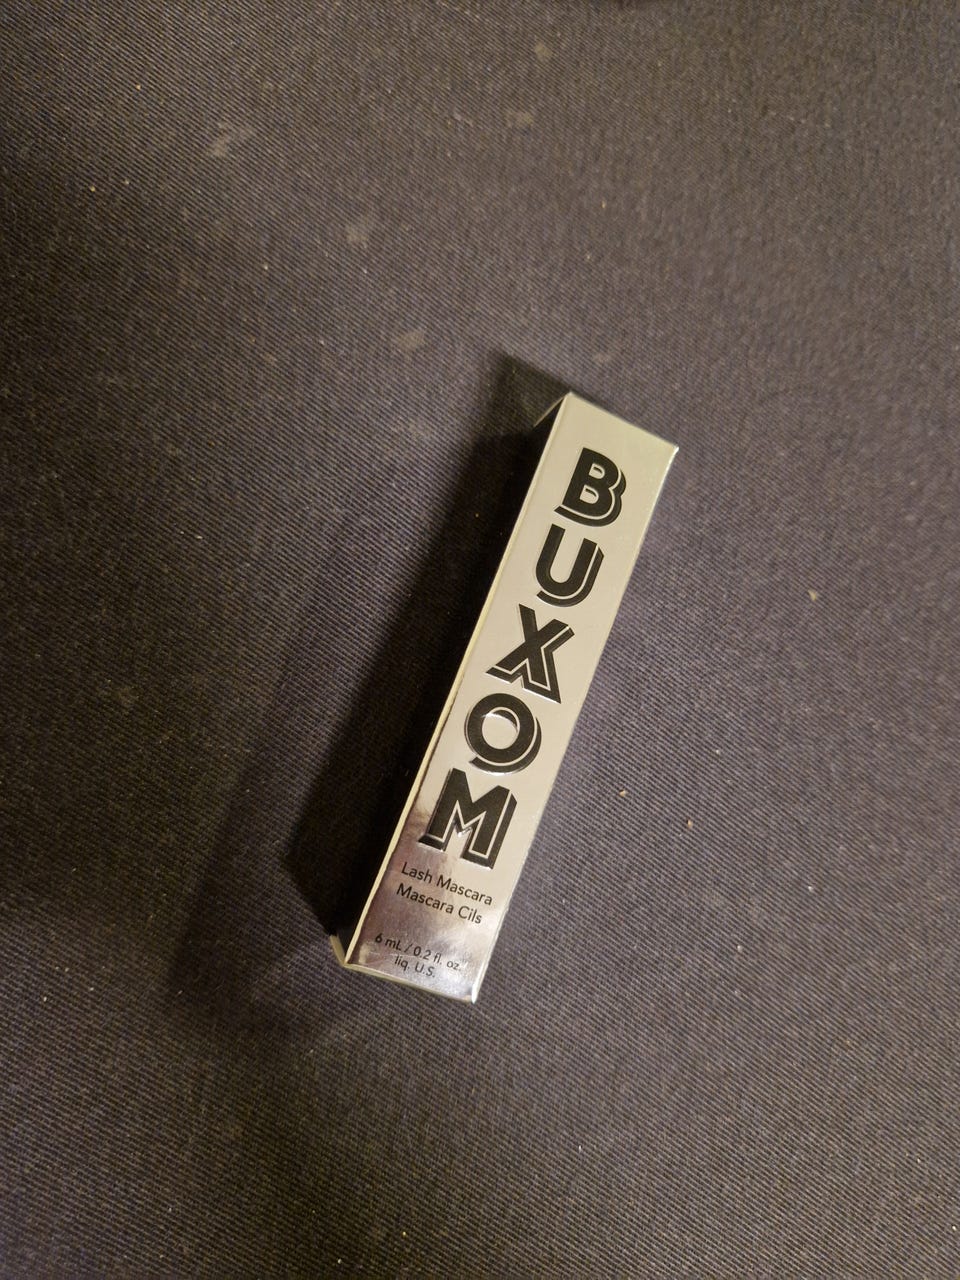 BUXOM
Lash Mascara
Mascara Cils
6 mL / 0.2 fl. oz.
liq. U.S.